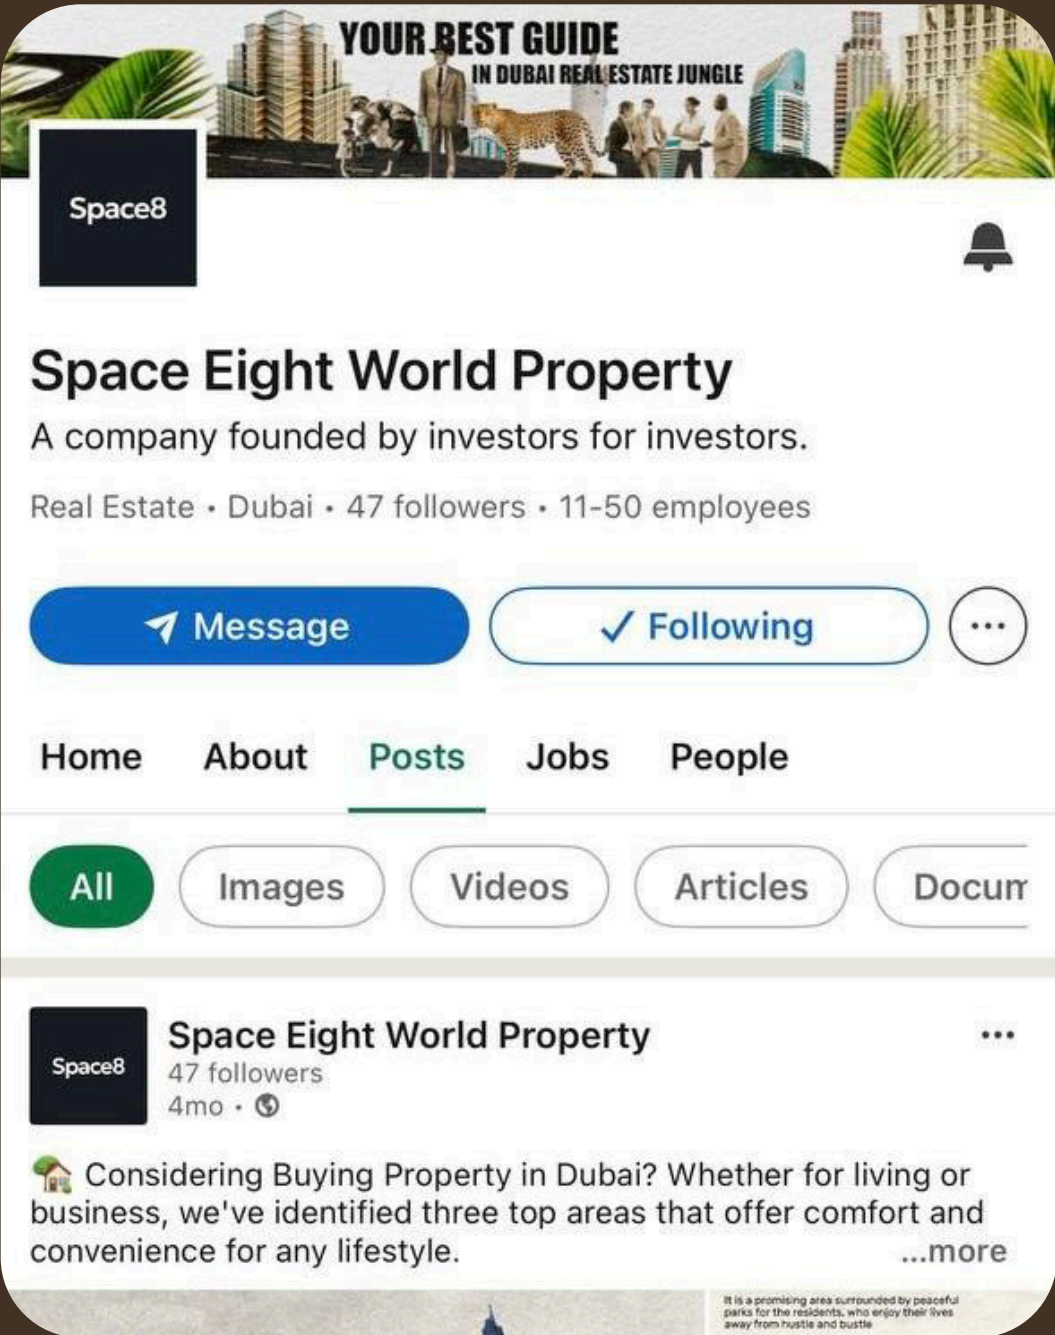 YOUR BEST GUIDE
IN DUBAI REAL ESTATE JUNGLE
Space8
Space Eight World Property
A company founded by investors for investors.
Real Estate • Dubai • 47 followers • 11-50 employees
Message
Following
Home
About
Posts
Jobs
People
All
Images
Videos
Articles
Docum
Space8
Space Eight World Property
47 followers
4mo •
Considering Buying Property in Dubai? Whether for living or
business, we've identified three top areas that offer comfort and
convenience for any lifestyle.
...more
It is a promising area surrounded by peaceful
parks for the residents, who enjoy their lives
away from hustle and bustle